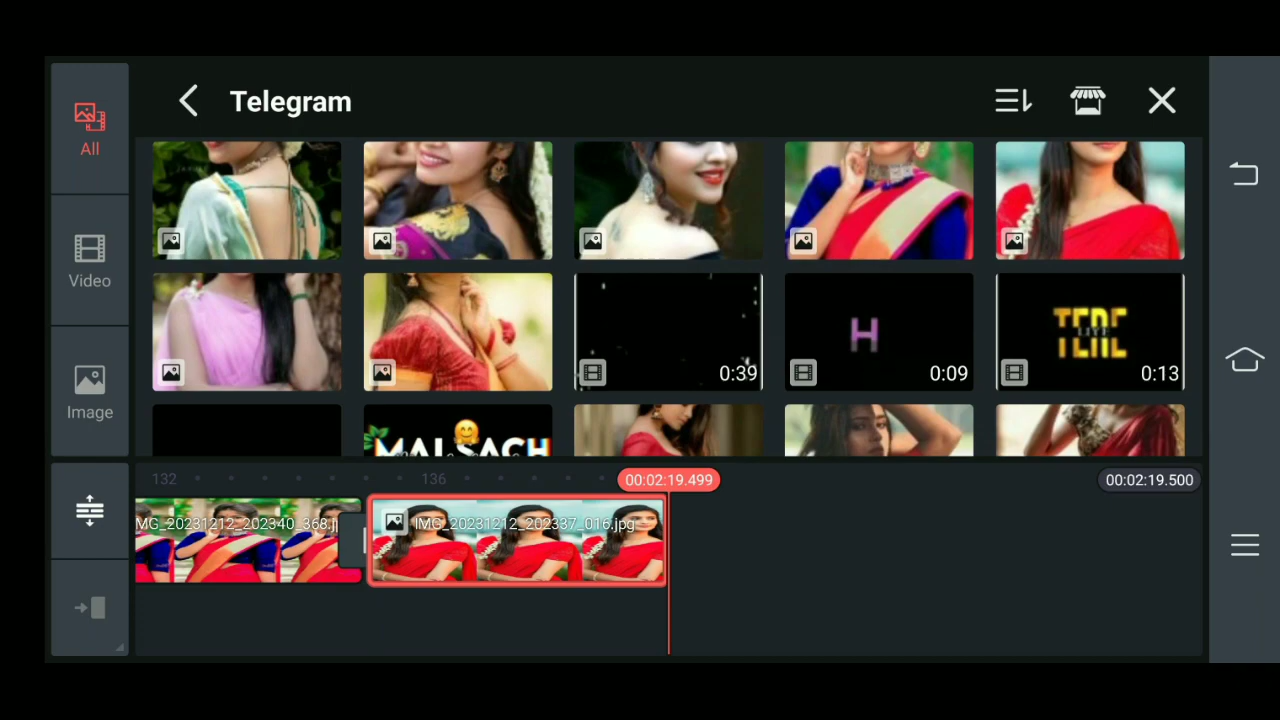 Telegram
All
Video
Image
0:39
H
0:09
TERE
LIYE
0:13
MALSACH
132
136
00:02:19.499
00:02:19.500
MG_20231212_202340_368.j
IMG_20231212_202337_016.jpg